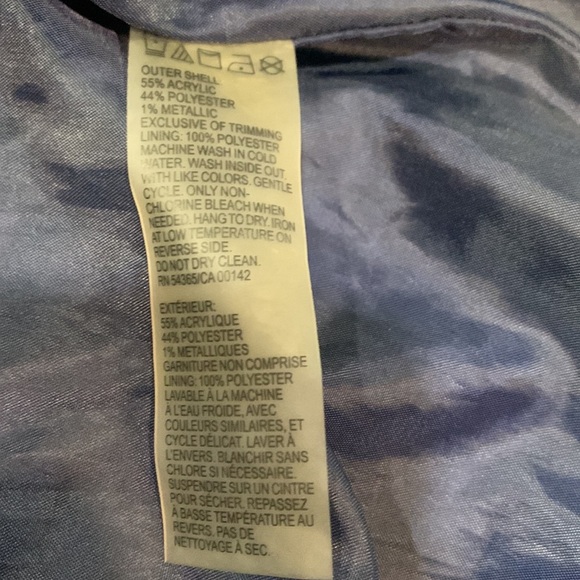 OUTER SHELL
55% ACRYLIC
44% POLYESTER
1% METALLIC
EXCLUSIVE OF TRIMMING
LINING: 100% POLYESTER
MACHINE WASH IN COLD
WATER. WASH INSIDE OUT,
WITH LIKE COLORS. GENTLE
CYCLE. ONLY NON-
CHLORINE BLEACH WHEN
NEEDED. HANG TO DRY. IRON
AT LOW TEMPERATURE ON
REVERSE SIDE.
DO NOT DRY CLEAN.
RN 54365/CA 00142
EXTÉRIEUR:
55% ACRYLIQUE
44% POLYESTER
1% METALLIQUES
GARNITURE NON COMPRISE
LINING: 100% POLYESTER
LAVABLE À LA MACHINE
A L'EAU FROIDE, AVEC
COULEURS SIMILAIRES, ET
CYCLE DÉLICAT. LAVER À
L'ENVERS. BLANCHIR SANS
CHLORE SI NÉCESSAIRE.
SUSPENDRE SUR UN CINTRE
POUR SÉCHER. REPASSEZ
À BASSE TEMPÉRATURE AU
REVERS. PAS DE
NETTOYAGE À SEC.